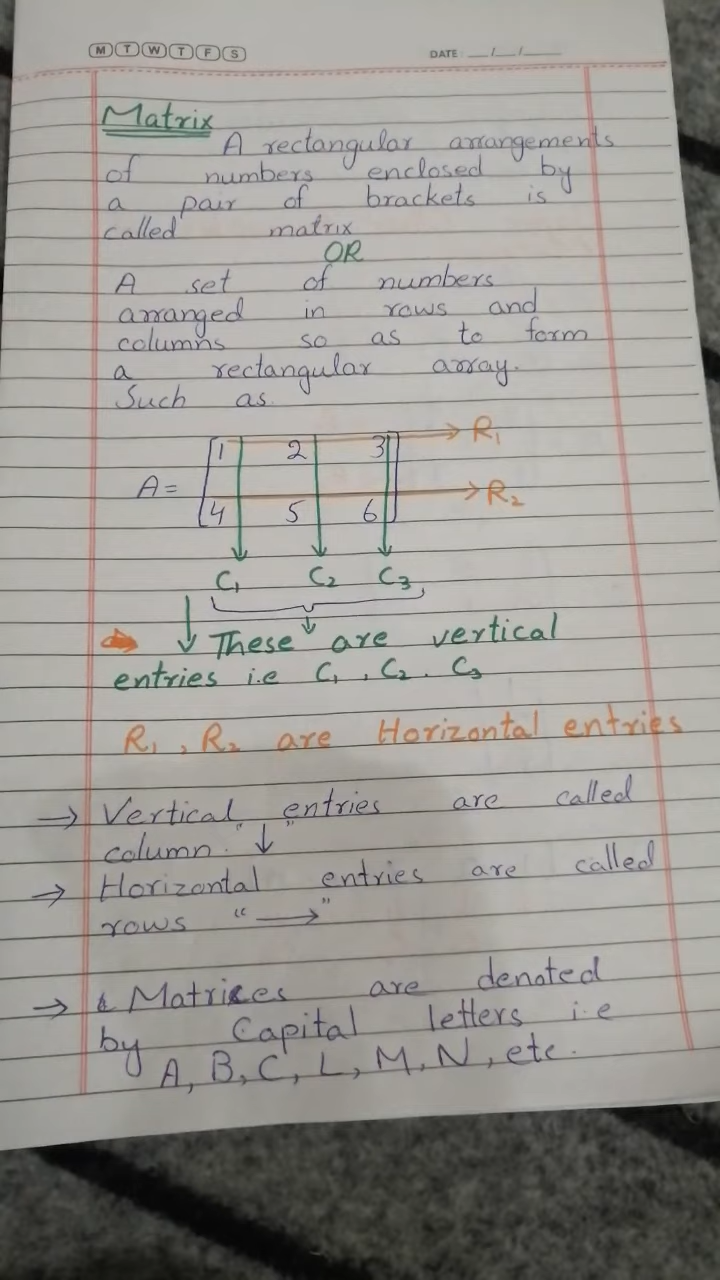 M T W T F S
DATE __/__/____
Matrix
A rectangular arrangements
of numbers enclosed by
a pair of brackets is
called matrix
OR
A set of numbers
arranged in rows and
columns so as to form
a rectangular array.
Such as
1 2 3 → R₁
A =
4 5 6 → R₂
C₁ C₂ C₃
↓ These are vertical
entries i.e C₁, C₂. C₃
R₁, R₂ are Horizontal entries
→ Vertical entries are called
column. "↓"
→ Horizontal entries are called
rows "→"
→ Matrices are denoted
by Capital letters i.e
A, B, C, L, M, N, etc.